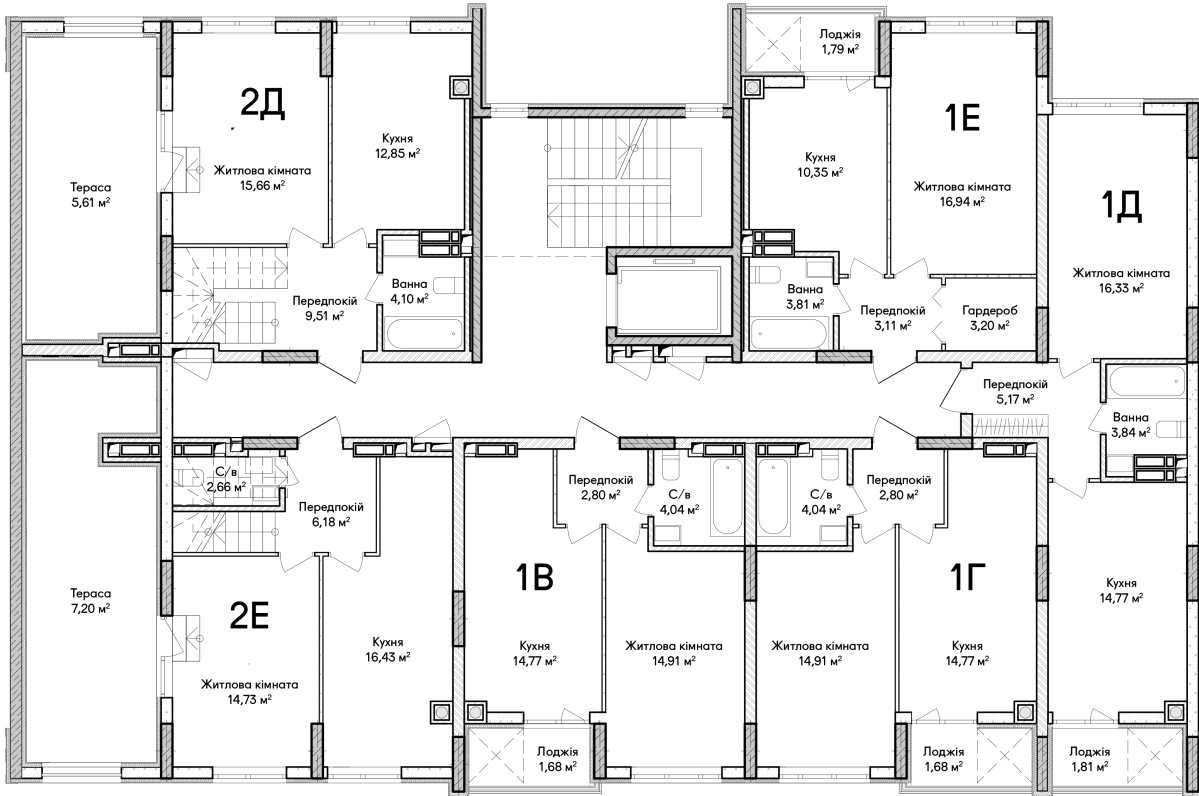 Лоджія
1,79 м²
2Д
1Е
Кухня
12,85 м²
Житлова кімната
15,66 м²
Кухня
10,35 м²
Тераса
5,61 м²
Житлова кімната
16,94 м²
1Д
Житлова кімната
16,33 м²
Ванна
4,10 м²
Передпокій
9,51 м²
Ванна
3,81 м²
Передпокій
3,11 м²
Гардероб
3,20 м²
Передпокій
5,17 м²
Ванна
3,84 м²
С/в
2,66 м²
Передпокій
6,18 м²
Передпокій
2,80 м²
С/в
4,04 м²
С/в
4,04 м²
Передпокій
2,80 м²
Тераса
7,20 м²
2Е
1В
1Г
Кухня
14,77 м²
Кухня
16,43 м²
Кухня
14,77 м²
Житлова кімната
14,91 м²
Житлова кімната
14,91 м²
Кухня
14,77 м²
Житлова кімната
14,73 м²
Лоджія
1,68 м²
Лоджія
1,68 м²
Лоджія
1,81 м²